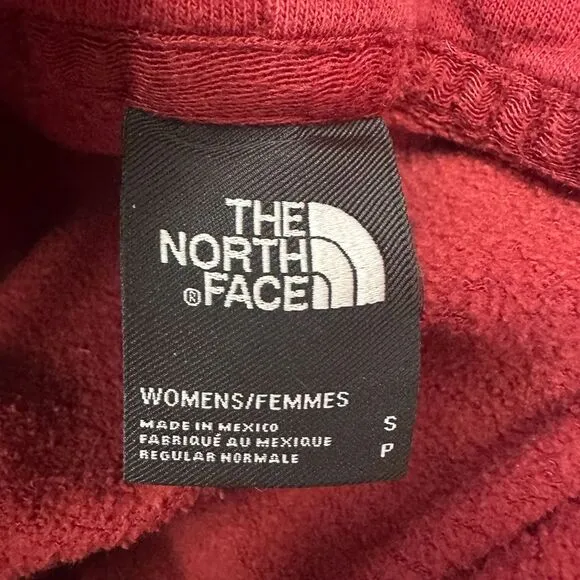 THE
NORTH
® FACE
WOMENS/FEMMES
MADE IN MEXICO S
FABRIQUÉ AU MEXIQUE
REGULAR NORMALE P